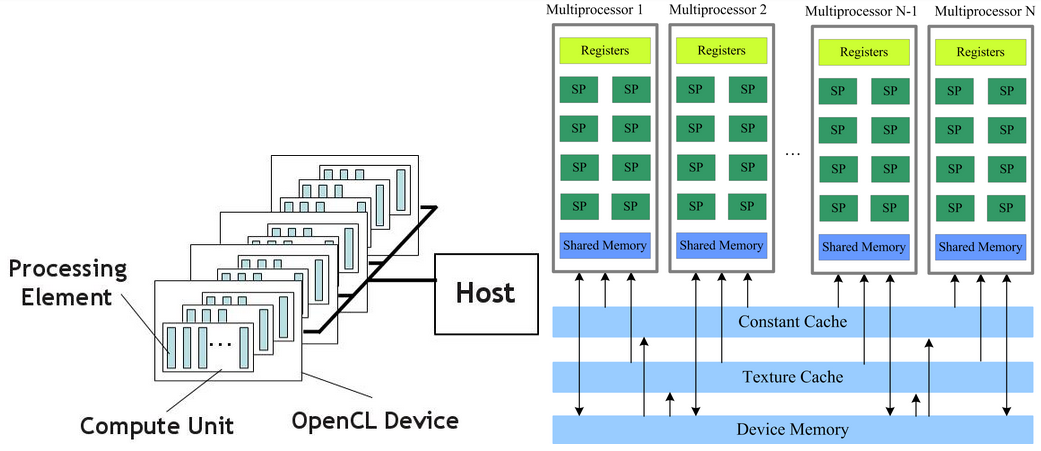 Processing
Element
Compute Unit
OpenCL Device
Host
...
Multiprocessor 1
Multiprocessor 2
Multiprocessor N-1
Multiprocessor N
Registers
Registers
Registers
Registers
SP SP
SP SP
SP SP
SP SP
SP SP
SP SP
SP SP
SP SP
...
SP SP
SP SP
SP SP
SP SP
SP SP
SP SP
SP SP
SP SP
Shared Memory
Shared Memory
Shared Memory
Shared Memory
Constant Cache
Texture Cache
Device Memory